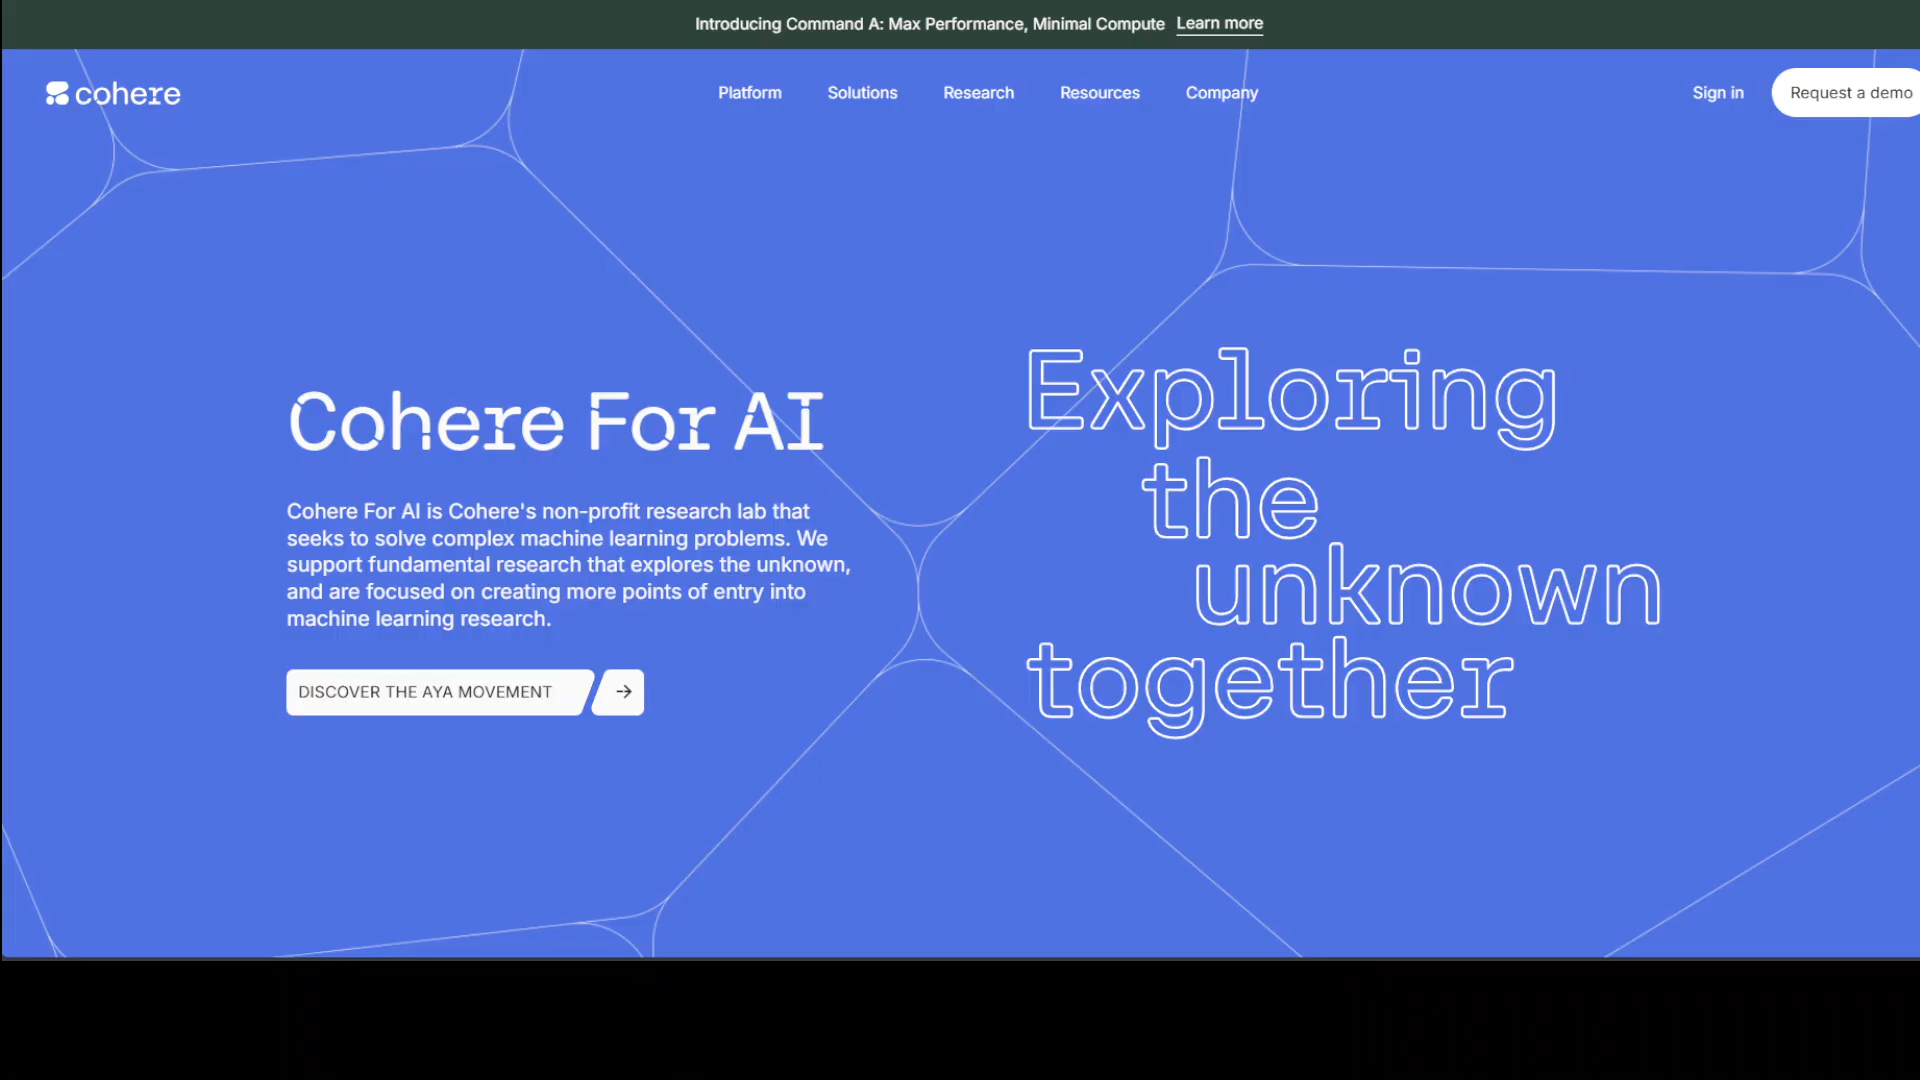 Introducing Command A: Max Performance, Minimal Compute Learn more
cohere
Platform Solutions Research Resources Company
Sign in Request a demo
Cohere For AI
Cohere For AI is Cohere's non-profit research lab that
seeks to solve complex machine learning problems. We
support fundamental research that explores the unknown,
and are focused on creating more points of entry into
machine learning research.
DISCOVER THE AYA MOVEMENT
Exploring
the
unknown
together